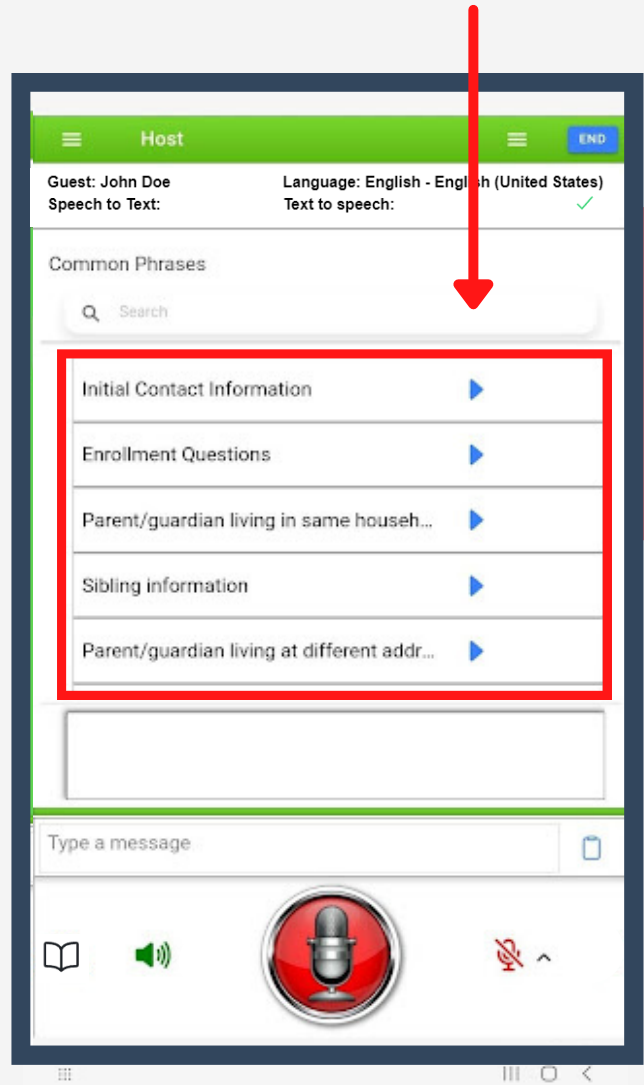 Host
END
Guest: John Doe
Language: English - English (United States)
Speech to Text:
Text to speech:
Common Phrases
Search
Initial Contact Information
Enrollment Questions
Parent/guardian living in same househ...
Sibling information
Parent/guardian living at different addr...
Type a message